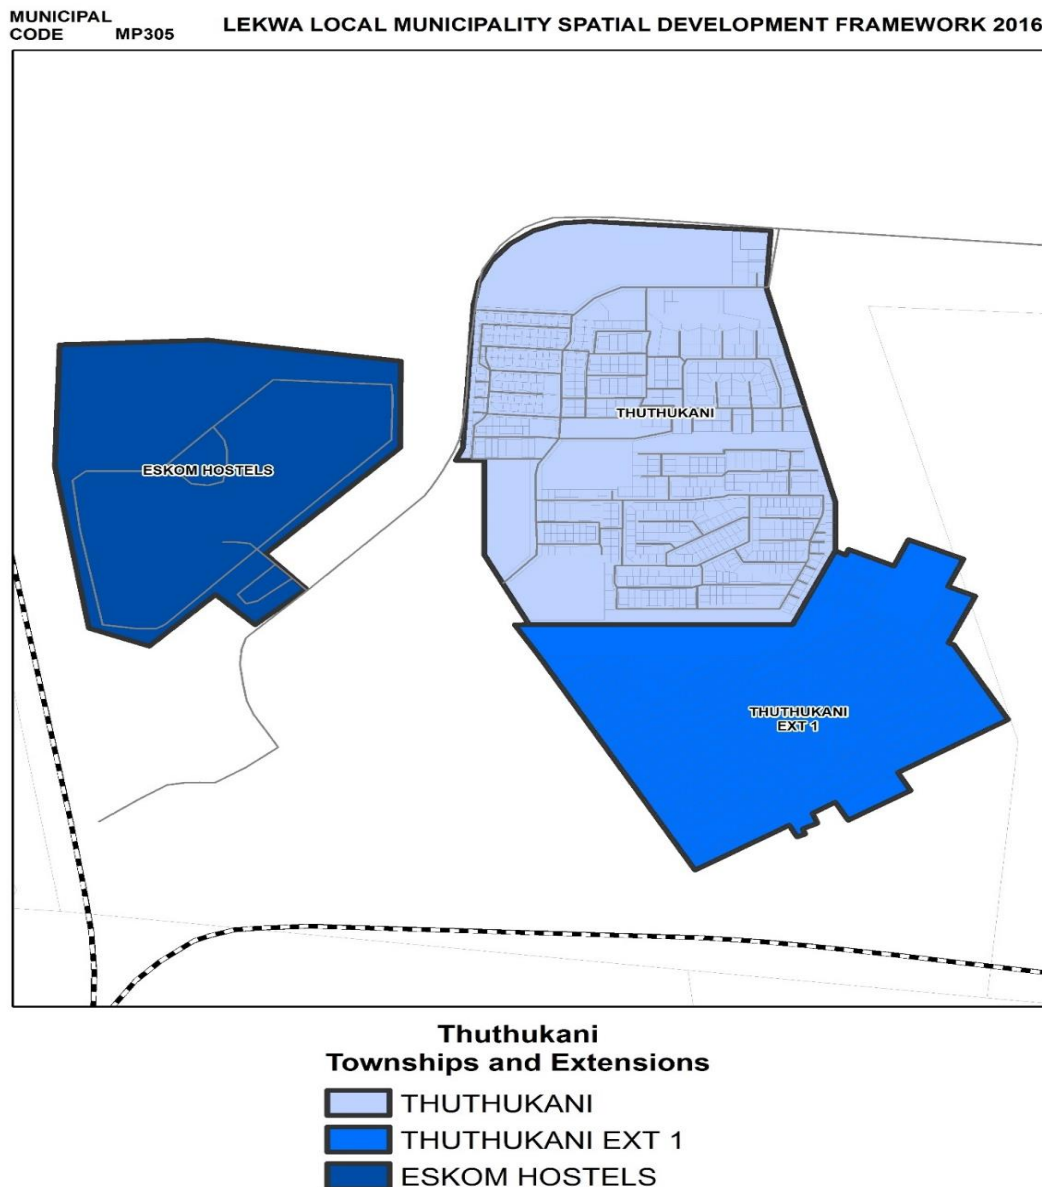 MUNICIPAL
CODE MP305
LEKWA LOCAL MUNICIPALITY SPATIAL DEVELOPMENT FRAMEWORK 2016
THUTHUKANI
ESKOM HOSTELS
THUTHUKANI
EXT 1
Thuthukani
Townships and Extensions
THUTHUKANI
THUTHUKANI EXT 1
ESKOM HOSTELS